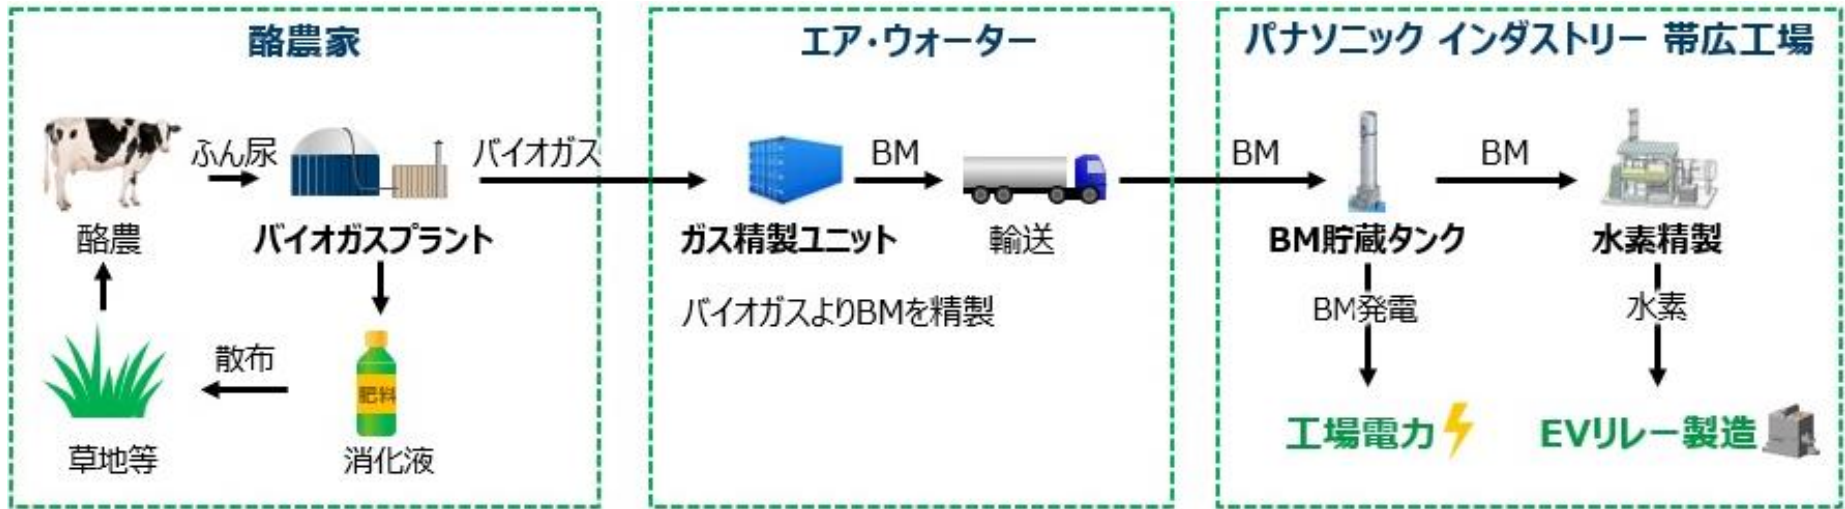 酪農家
ふん尿
バイオガス
酪農
バイオガスプラント
散布
肥料
草地等
消化液
エア・ウォーター
BM
ガス精製ユニット
輸送
バイオガスよりBMを精製
パナソニック インダストリー 帯広工場
BM
BM
BM貯蔵タンク
水素精製
BM発電
水素
工場電力
EVリレー製造